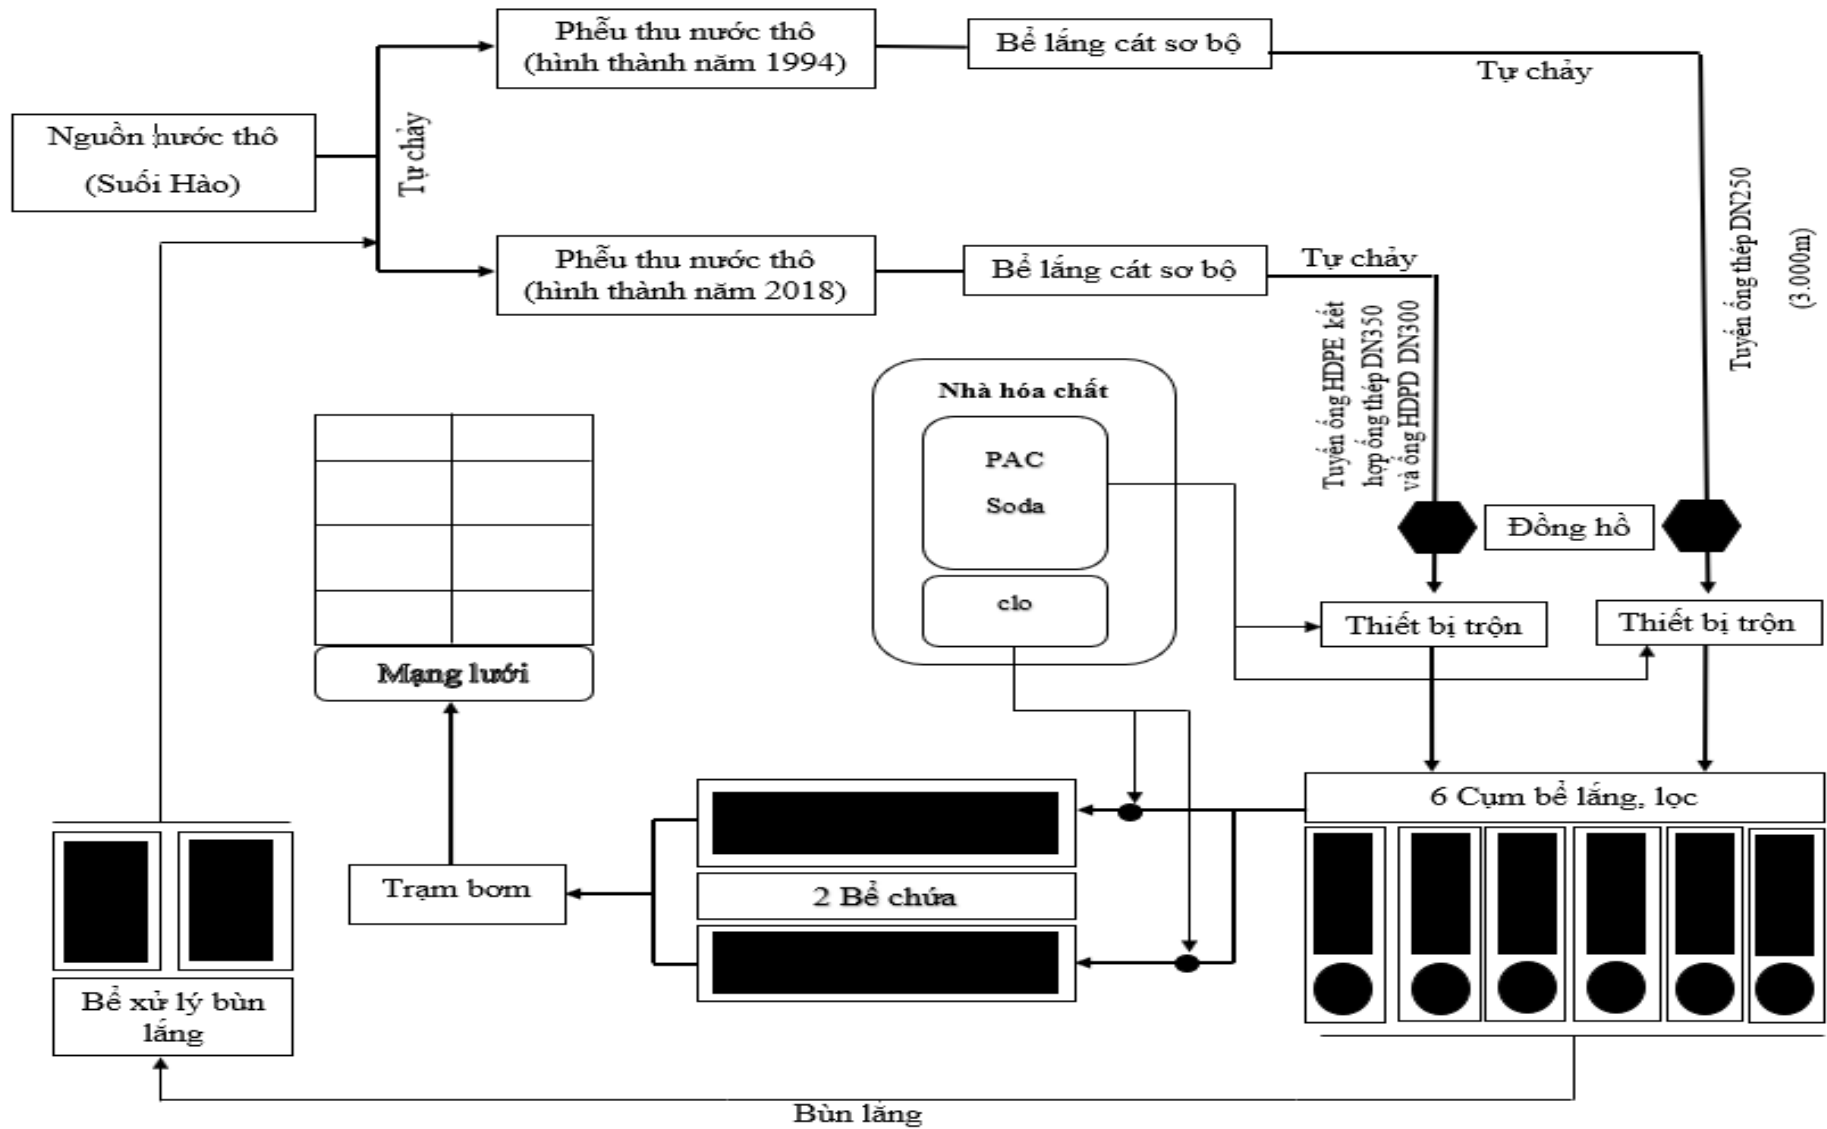 Phễu thu nước thô
(hình thành năm 1994)
Bể lắng cát sơ bộ
Tự chảy
Nguồn nước thô
(Suối Hào)
Tự chảy
Tuyến ống thép DN250
(3.000m)
Phễu thu nước thô
(hình thành năm 2018)
Bể lắng cát sơ bộ
Tự chảy
Tuyến ống HDPE kết
hợp ống thép DN350
và ống HDPD DN300
Nhà hóa chất
PAC
Soda
clo
Đồng hồ
Thiết bị trộn
Thiết bị trộn
Mạng lưới
6 Cụm bể lắng, lọc
Trạm bơm
2 Bể chứa
Bể xử lý bùn
lắng
Bùn lắng